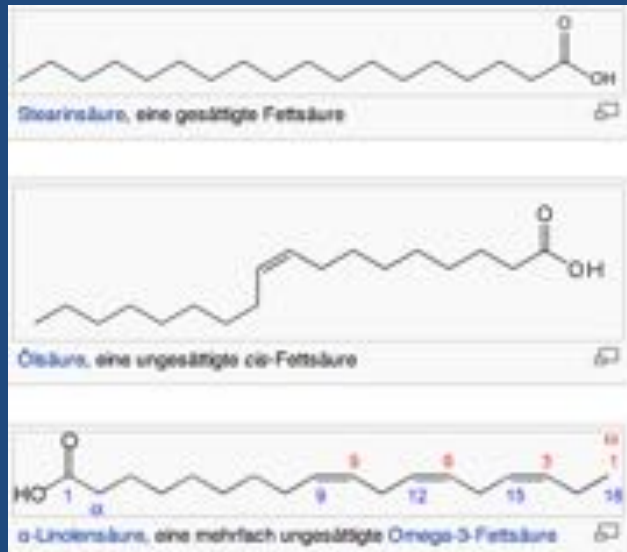 O
OH
Stearinsäure, eine gesättigte Fettsäure
O
OH
Ölsäure, eine ungesättigte cis-Fettsäure
O
ω
9 6 3 1
HO 1 α 9 12 15 18
α-Linolensäure, eine mehrfach ungesättigte Omega-3-Fettsäure